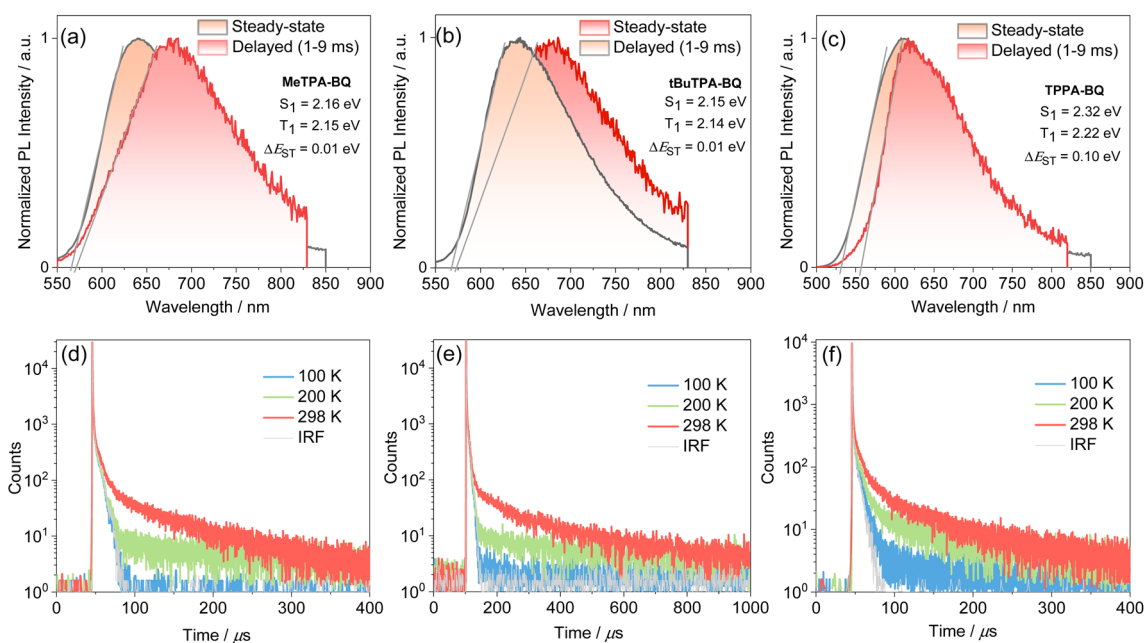 (a)
Steady-state
Delayed (1-9 ms)
MeTPA-BQ
S1 = 2.16 eV
T1 = 2.15 eV
ΔEST = 0.01 eV
Normalized PL Intensity / a.u.
1
0
550 600 650 700 750 800 850 900
Wavelength / nm
(b)
Steady-state
Delayed (1-9 ms)
tBuTPA-BQ
S1 = 2.15 eV
T1 = 2.14 eV
ΔEST = 0.01 eV
Normalized PL Intensity / a.u.
1
0
550 600 650 700 750 800 850 900
Wavelength / nm
(c)
Steady-state
Delayed (1-9 ms)
TPPA-BQ
S1 = 2.32 eV
T1 = 2.22 eV
ΔEST = 0.10 eV
Normalized PL Intensity / a.u.
1
0
500 550 600 650 700 750 800 850 900
Wavelength / nm
(d)
100 K
200 K
298 K
IRF
Counts
10^4
10^3
10^2
10^1
10^0
0 100 200 300 400
Time / μs
(e)
100 K
200 K
298 K
IRF
Counts
10^4
10^3
10^2
10^1
10^0
0 200 400 600 800 1000
Time / μs
(f)
100 K
200 K
298 K
IRF
Counts
10^4
10^3
10^2
10^1
10^0
0 100 200 300 400
Time / μs